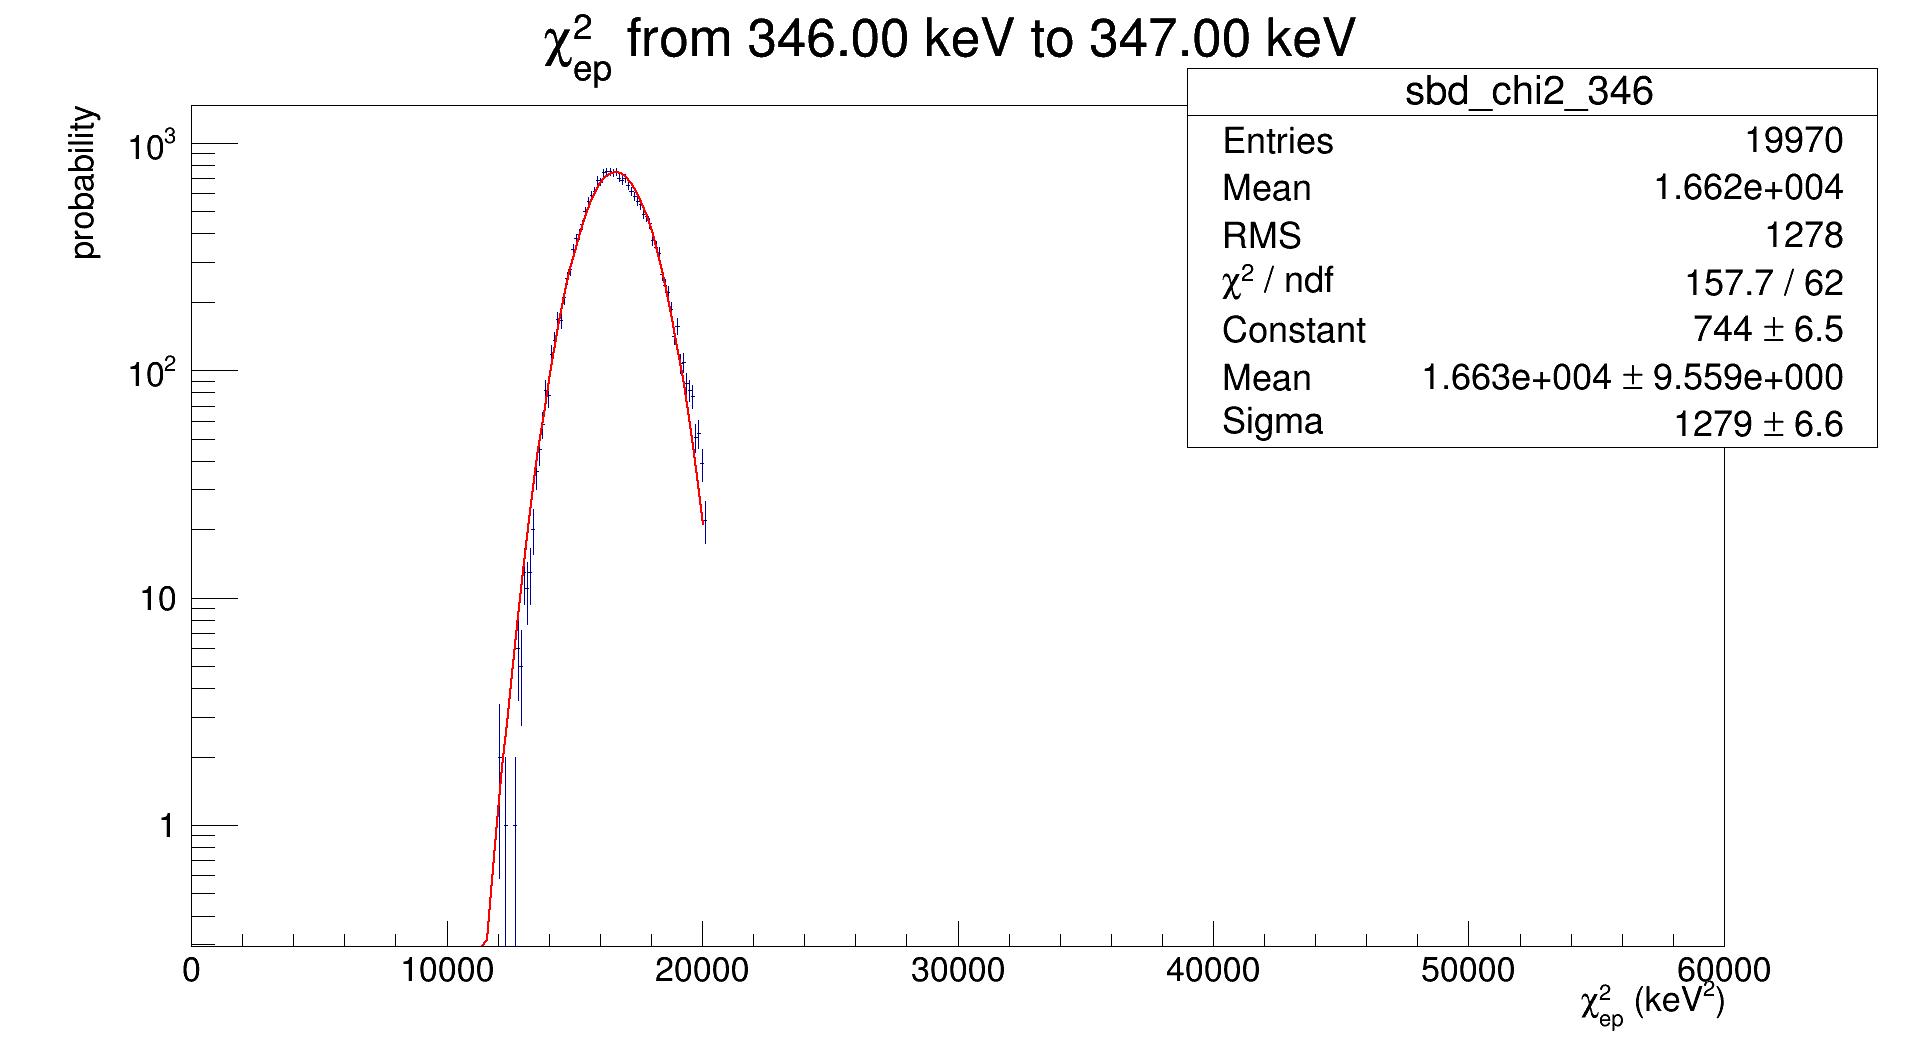 χ²ep from 346.00 keV to 347.00 keV
sbd_chi2_346
Entries 19970
Mean 1.662e+004
RMS 1278
χ² / ndf 157.7 / 62
Constant 744 ± 6.5
Mean 1.663e+004 ± 9.559e+000
Sigma 1279 ± 6.6
probability
10³
10²
10
1
0 10000 20000 30000 40000 50000 60000
χ²ep (keV²)